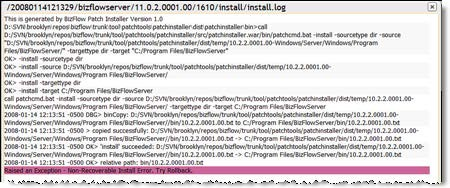 /20080114121329/bizflowserver/11.0.2.0001.00/1610/install/install.log
This is generated by BizFlow Patch Installer Version 1.0
D:/SVN/brooklyn/repos/bizflow/trunk/tool/patchtools/patchinstaller/dist/patchinstaller-bin>call
D:/SVN/brooklyn/repos/bizflow/trunk/tool/patchtools/patchinstaller/src/patchinstaller.war/bin/patchcmd.bat -install -sourcetype dir -source
"D:/SVN/brooklyn/repos/bizflow/trunk/tool/patchtools/patchinstaller/dist/temp/10.2.2.0001.00-Windows/Server/Windows/Program
Files/BizFlowServer/" -targettype dir -target "C:/Program Files/BizFlowServer/"
OK> -install -sourcetype dir
OK> -install -source D:/SVN/brooklyn/repos/bizflow/trunk/tool/patchtools/patchinstaller/dist/temp/10.2.2.0001.00-
Windows/Server/Windows/Program Files/BizFlowServer/
OK> -install -targettype dir
OK> -install -target C:/Program Files/BizFlowServer/
call patchcmd.bat -install -sourcetype dir -source D:/SVN/brooklyn/repos/bizflow/trunk/tool/patchtools/patchinstaller/dist/temp/10.2.2.0001.00-
Windows/Server/Windows/Program Files/BizFlowServer/ -targettype dir -target C:/Program Files/BizFlowServer/
2008-01-14 12:13:51 -0500 DBG> binCopy: D:/SVN/brooklyn/repos/bizflow/trunk/tool/patchtools/patchinstaller/dist/temp/10.2.2.0001.00-
Windows/Server/Windows/Program Files/BizFlowServer/bin/10.2.2.0001.00.txt to C:/Program Files/BizFlowServer/bin/10.2.2.0001.00.txt
2008-01-14 12:13:51 -0500 > copied successfully: D:/SVN/brooklyn/repos/bizflow/trunk/tool/patchtools/patchinstaller/dist/temp/10.2.2.0001.00-
Windows/Server/Windows/Program Files/BizFlowServer/bin/10.2.2.0001.00.txt -> C:/Program Files/BizFlowServer/bin/10.2.2.0001.00.txt
2008-01-14 12:13:51 -0500 OK> "install" succeeded: D:/SVN/brooklyn/repos/bizflow/trunk/tool/patchtools/patchinstaller/dist/temp/10.2.2.0001.00-
Windows/Server/Windows/Program Files/BizFlowServer/bin/10.2.2.0001.00.txt -> C:/Program Files/BizFlowServer/bin/10.2.2.0001.00.txt
2008-01-14 12:13:51 -0500 OK> relative path: bin/10.2.2.0001.00.txt
Raised an Exception - Non-Recoverable Install Error. Try Rollback.